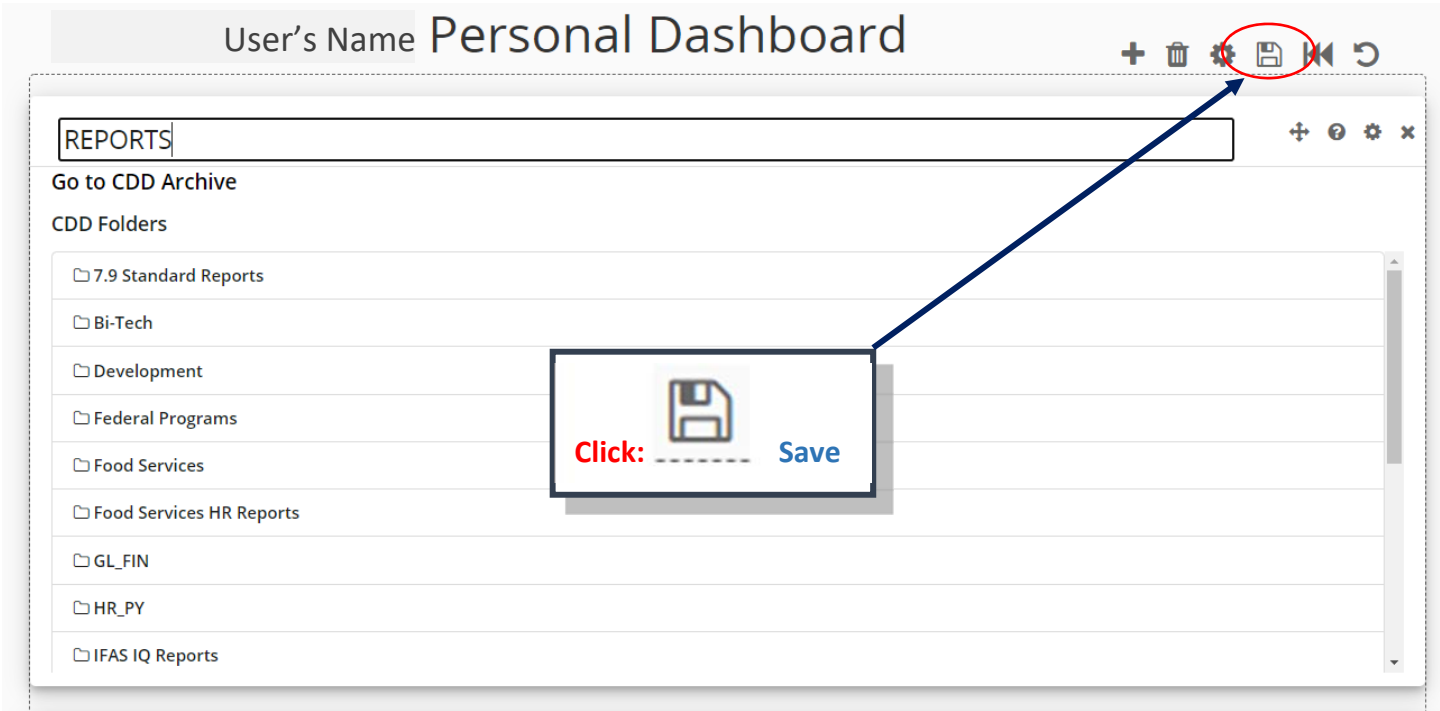 User's Name Personal Dashboard
REPORTS
Go to CDD Archive
CDD Folders
7.9 Standard Reports
Bi-Tech
Development
Federal Programs
Food Services
Food Services HR Reports
GL_FIN
HR_PY
IFAS IQ Reports
Click: Save